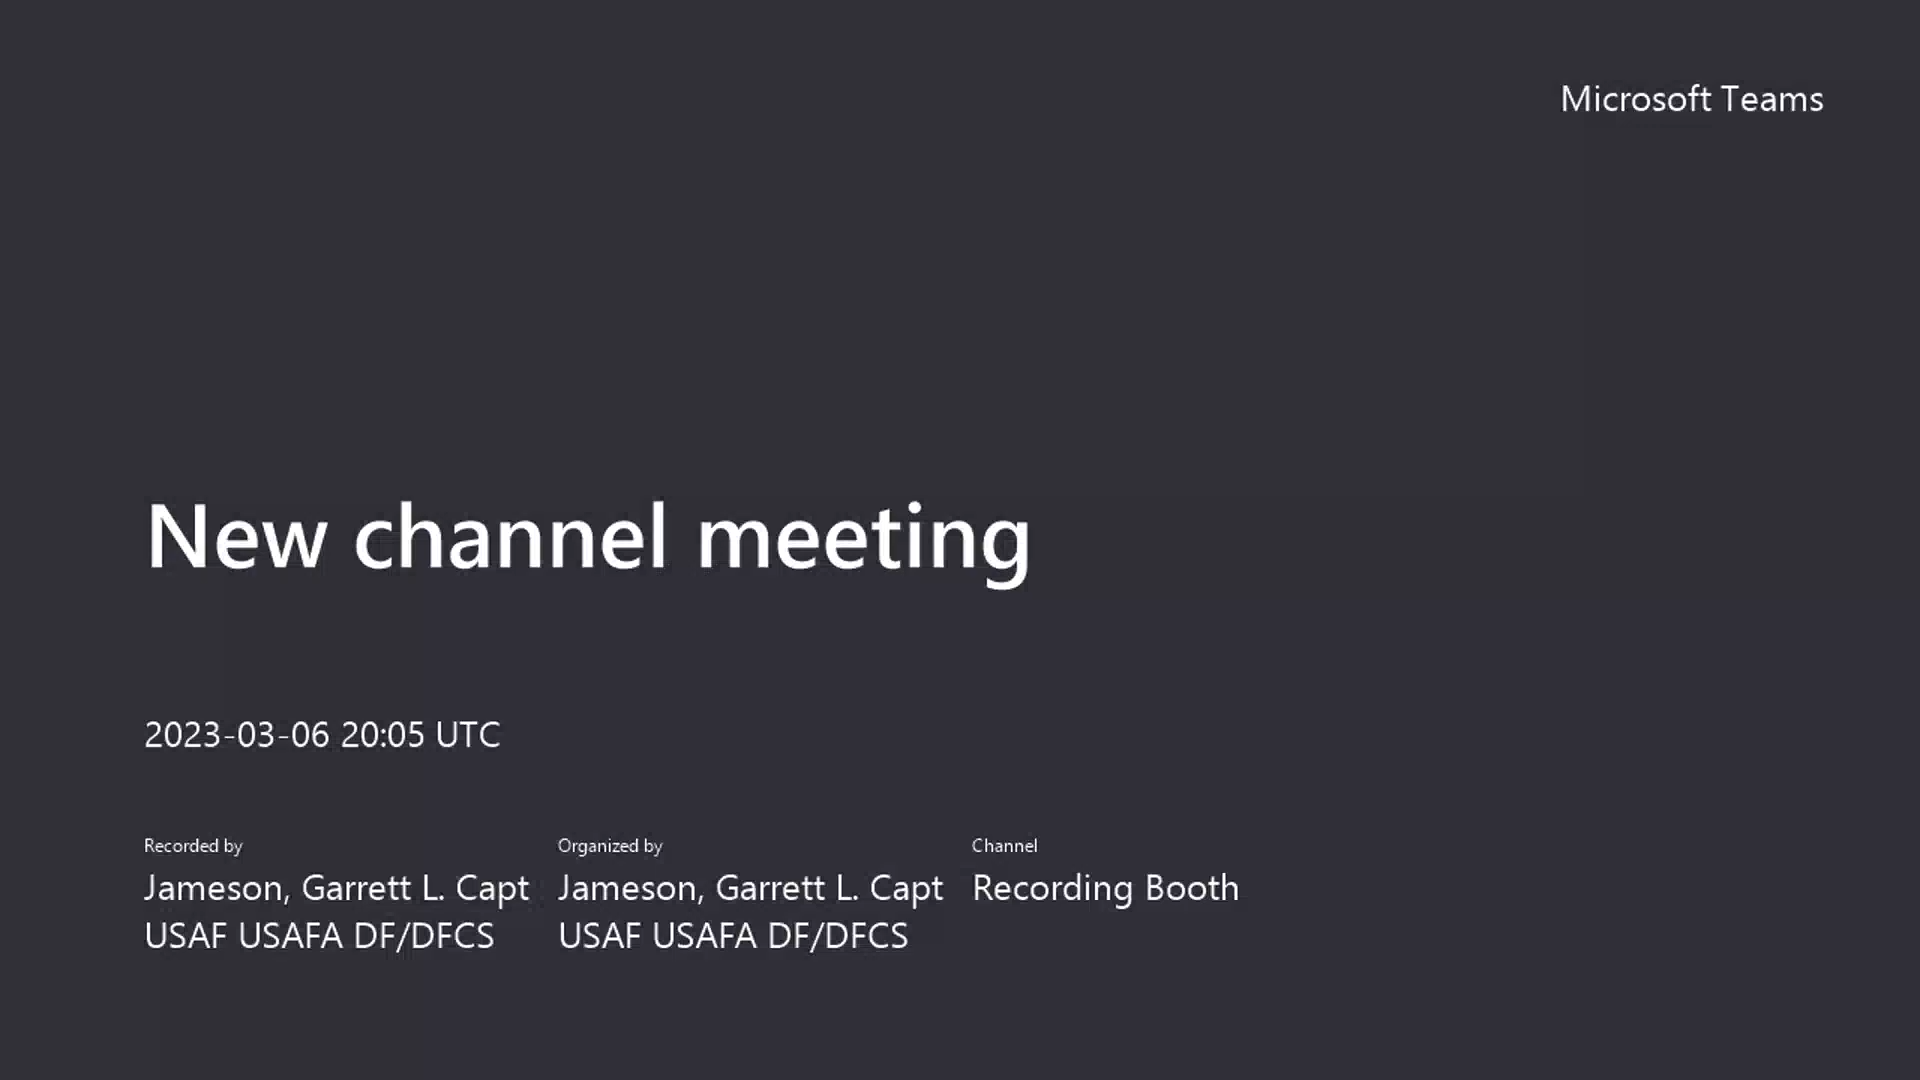 Microsoft Teams
New channel meeting
2023-03-06 20:05 UTC
Recorded by
Jameson, Garrett L. Capt
USAF USAFA DF/DFCS
Organized by
Jameson, Garrett L. Capt
USAF USAFA DF/DFCS
Channel
Recording Booth